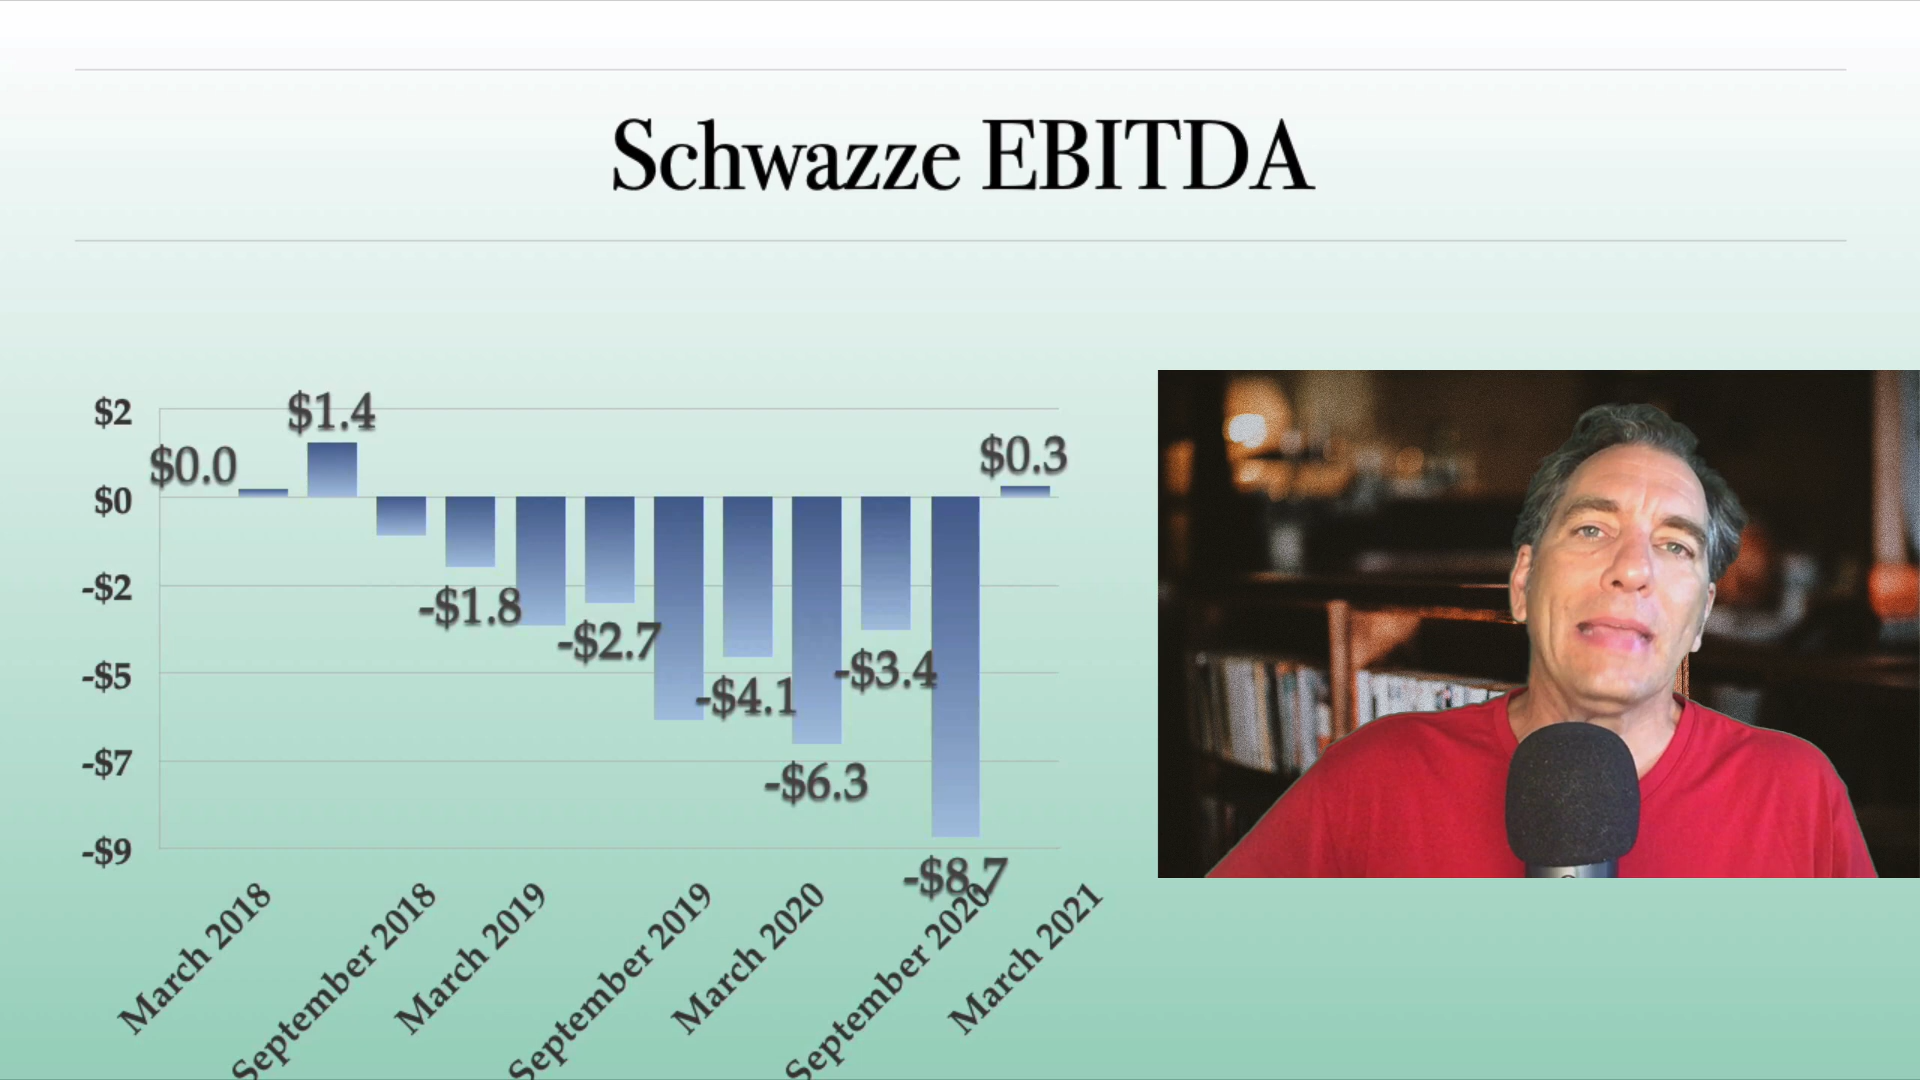 Schwazze EBITDA
$2
$0
-$2
-$5
-$7
-$9
$0.0
$1.4
-$1.8
-$2.7
-$4.1
-$6.3
-$3.4
-$8.7
$0.3
March 2018
September 2018
March 2019
September 2019
March 2020
September 2020
March 2021